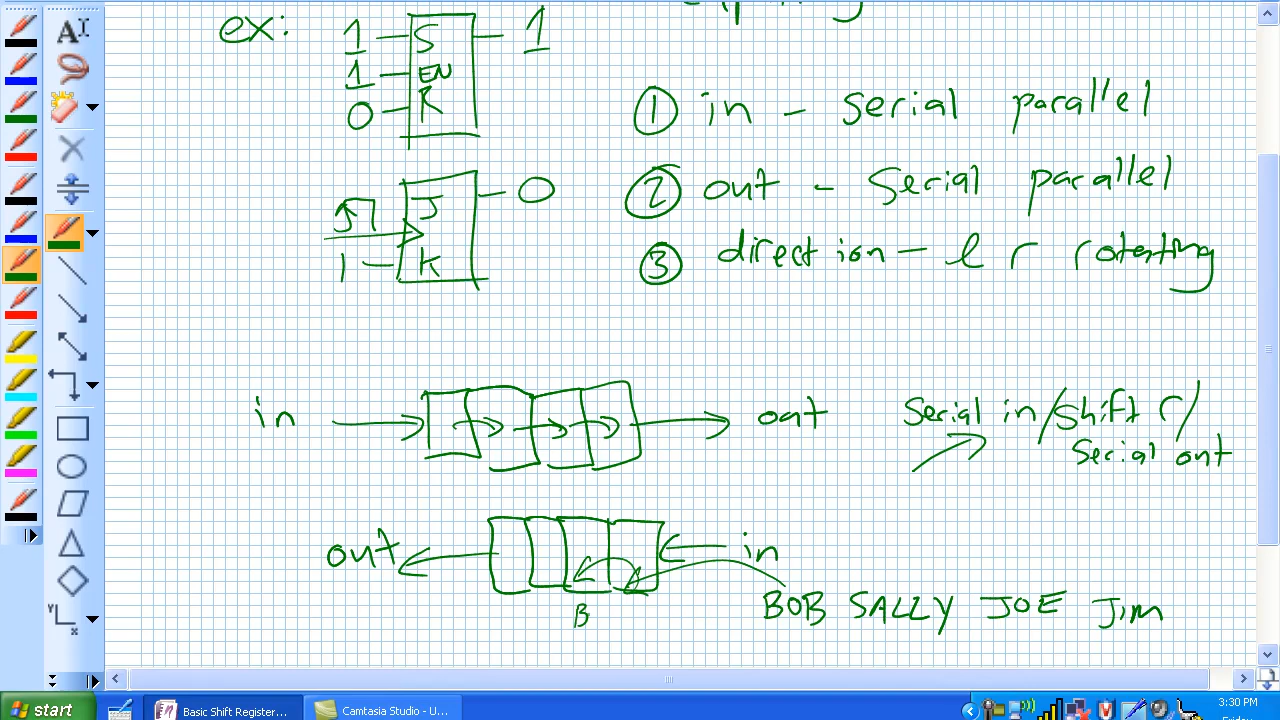 ex: 1 S 1
1 EN
0 R
① in - serial parallel
J 0
② out - serial parallel
1 K
③ direction - l r rotating
in out serial in/shift r/
serial out
out in
B BOB SALLY JOE JIM
start Basic Shift Register... Camtasia Studio - U... 3:30 PM
Friday